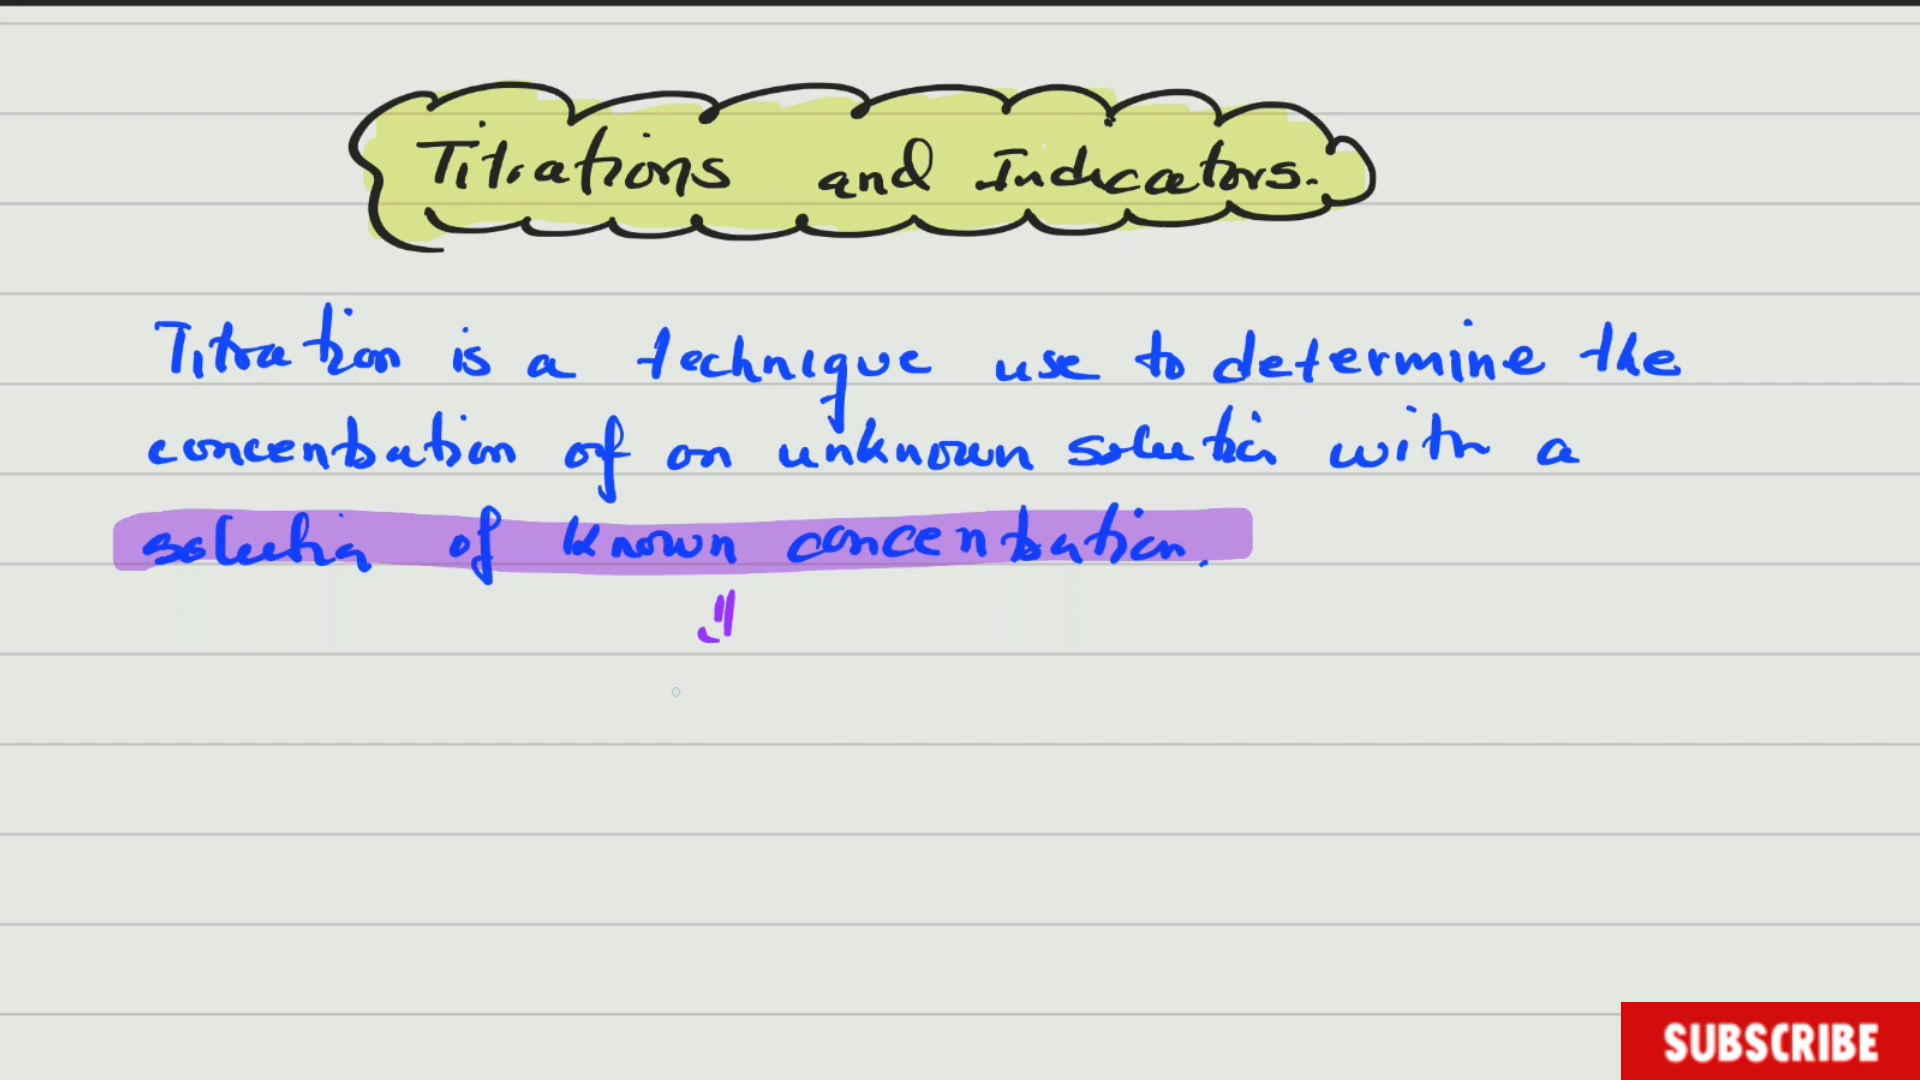 Titrations and Indicators.
Titration is a technique use to determine the
concentration of an unknown solution with a
solution of known concentration.
SUBSCRIBE